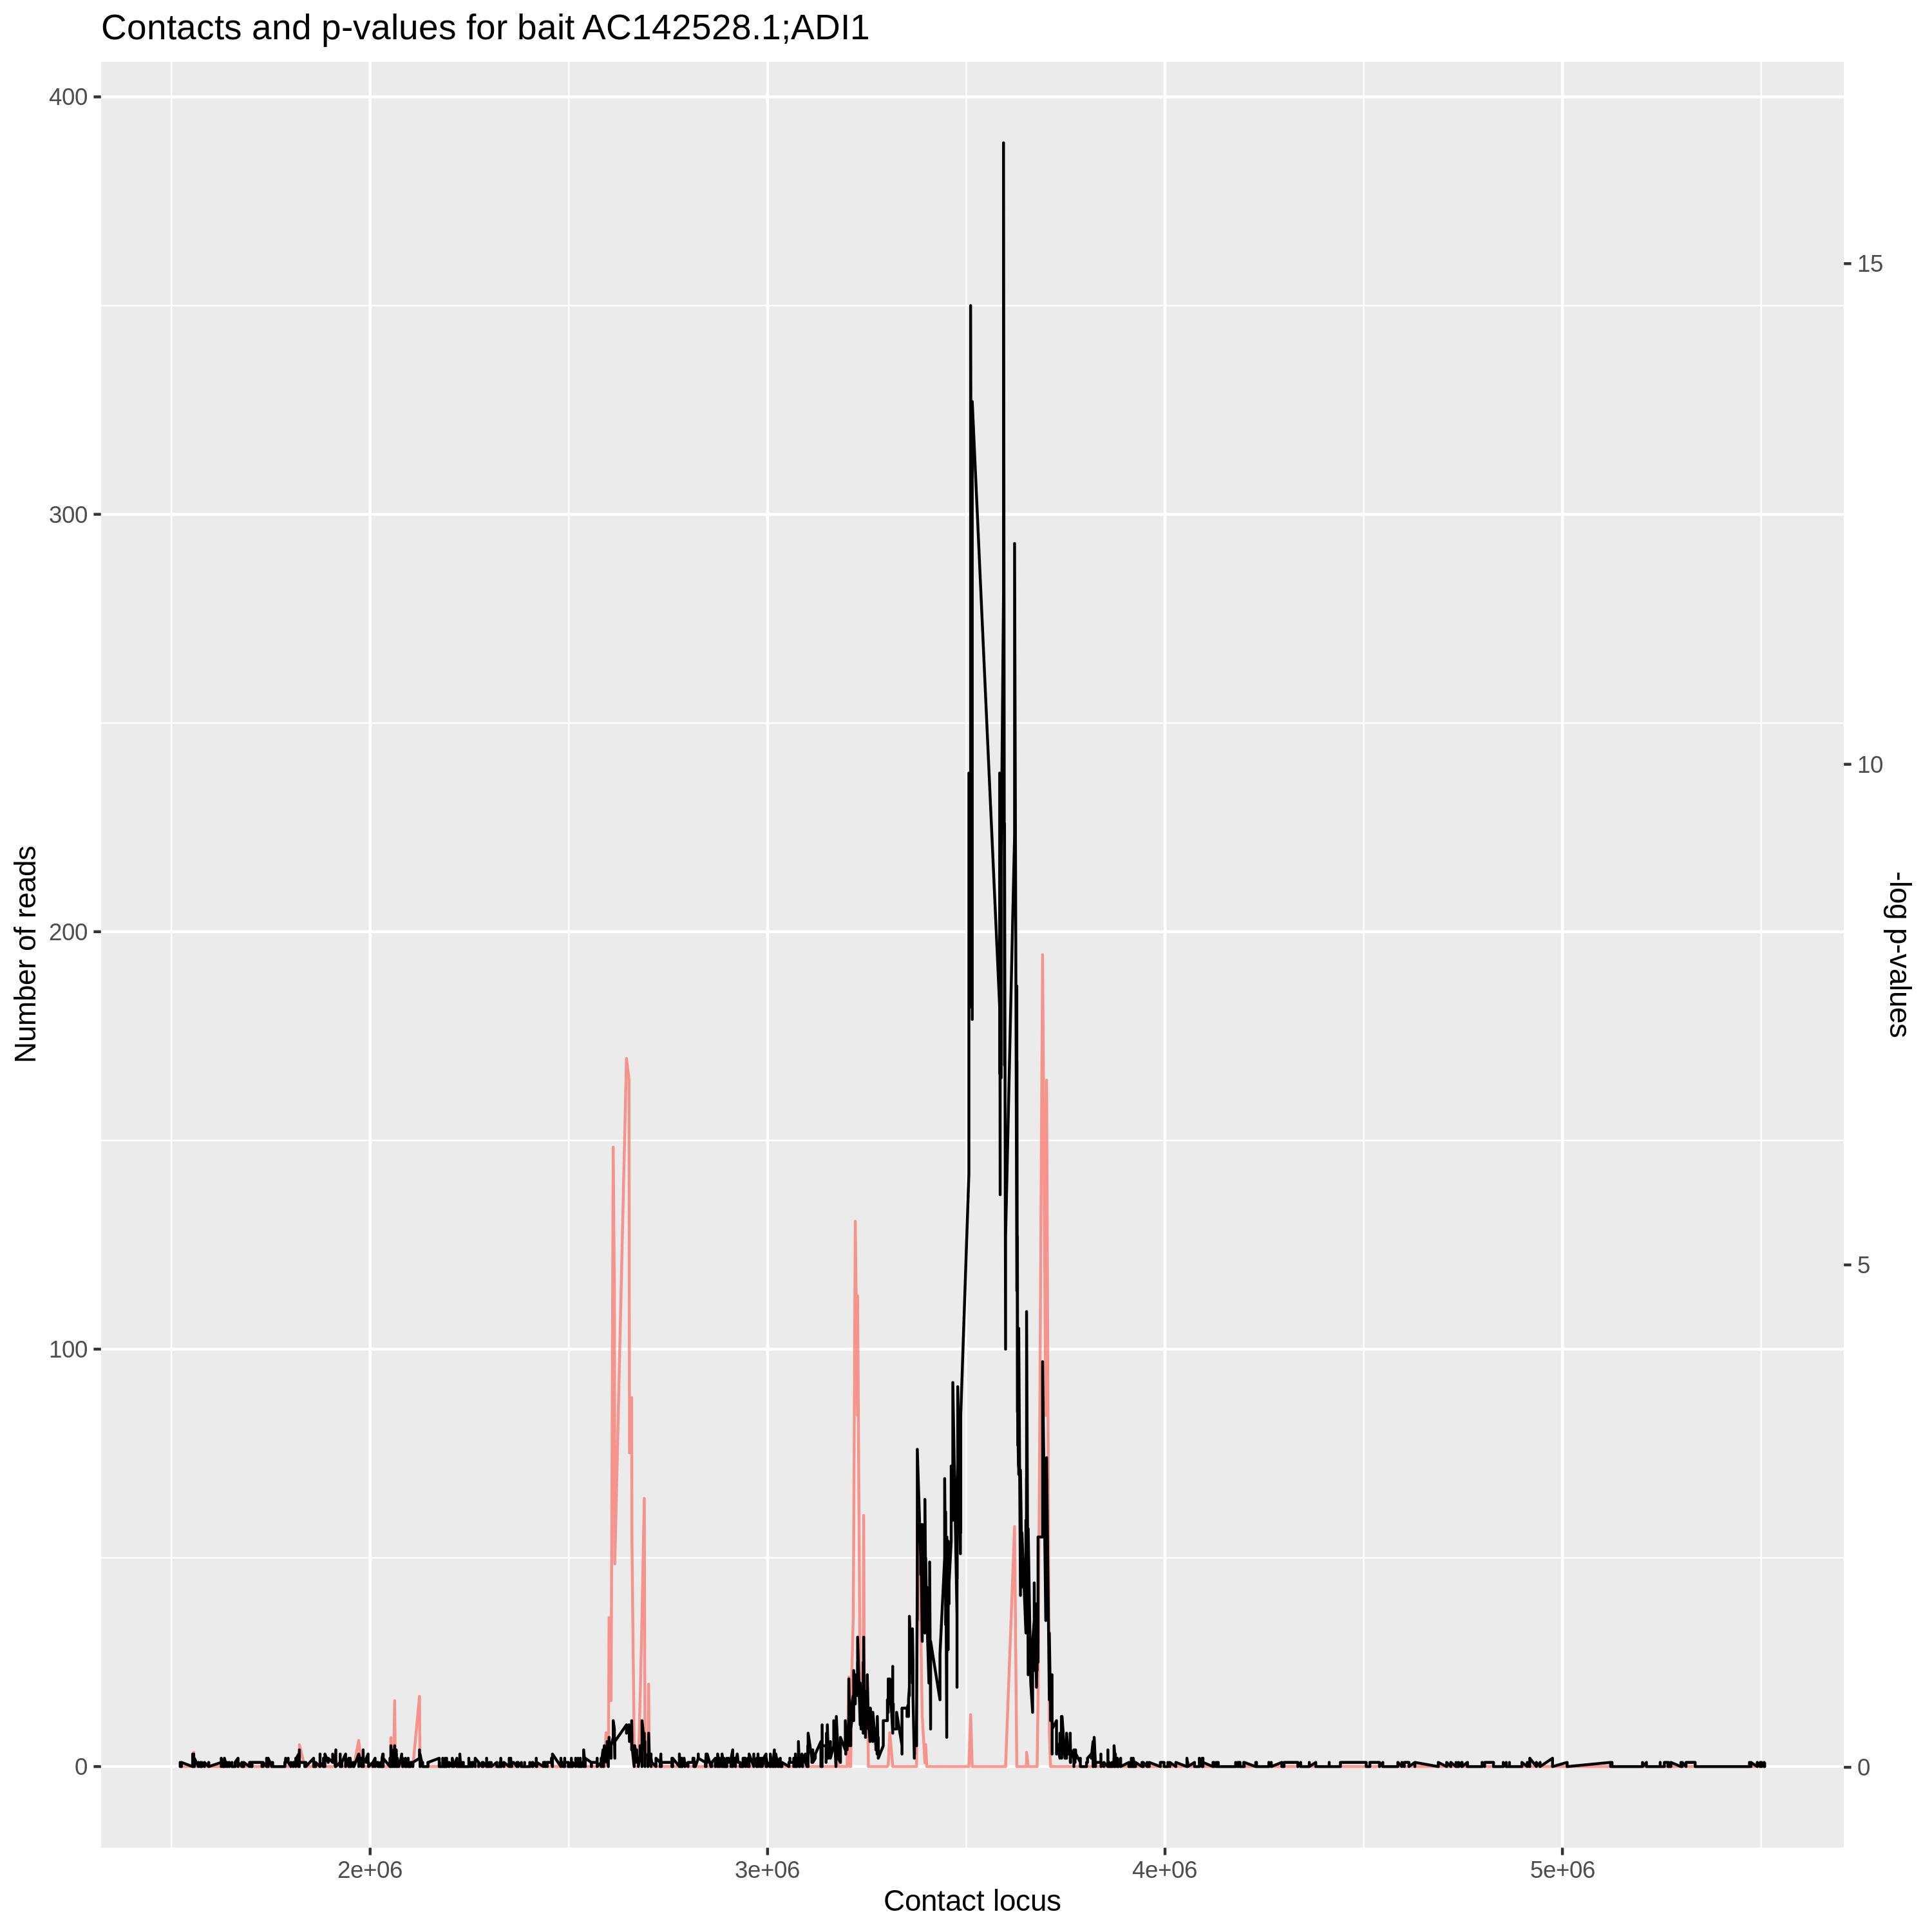 Contacts and p-values for bait AC142528.1;ADI1
400
300
200
100
0
Number of reads
15
10
5
0
-log p-values
2e+06
3e+06
4e+06
5e+06
Contact locus